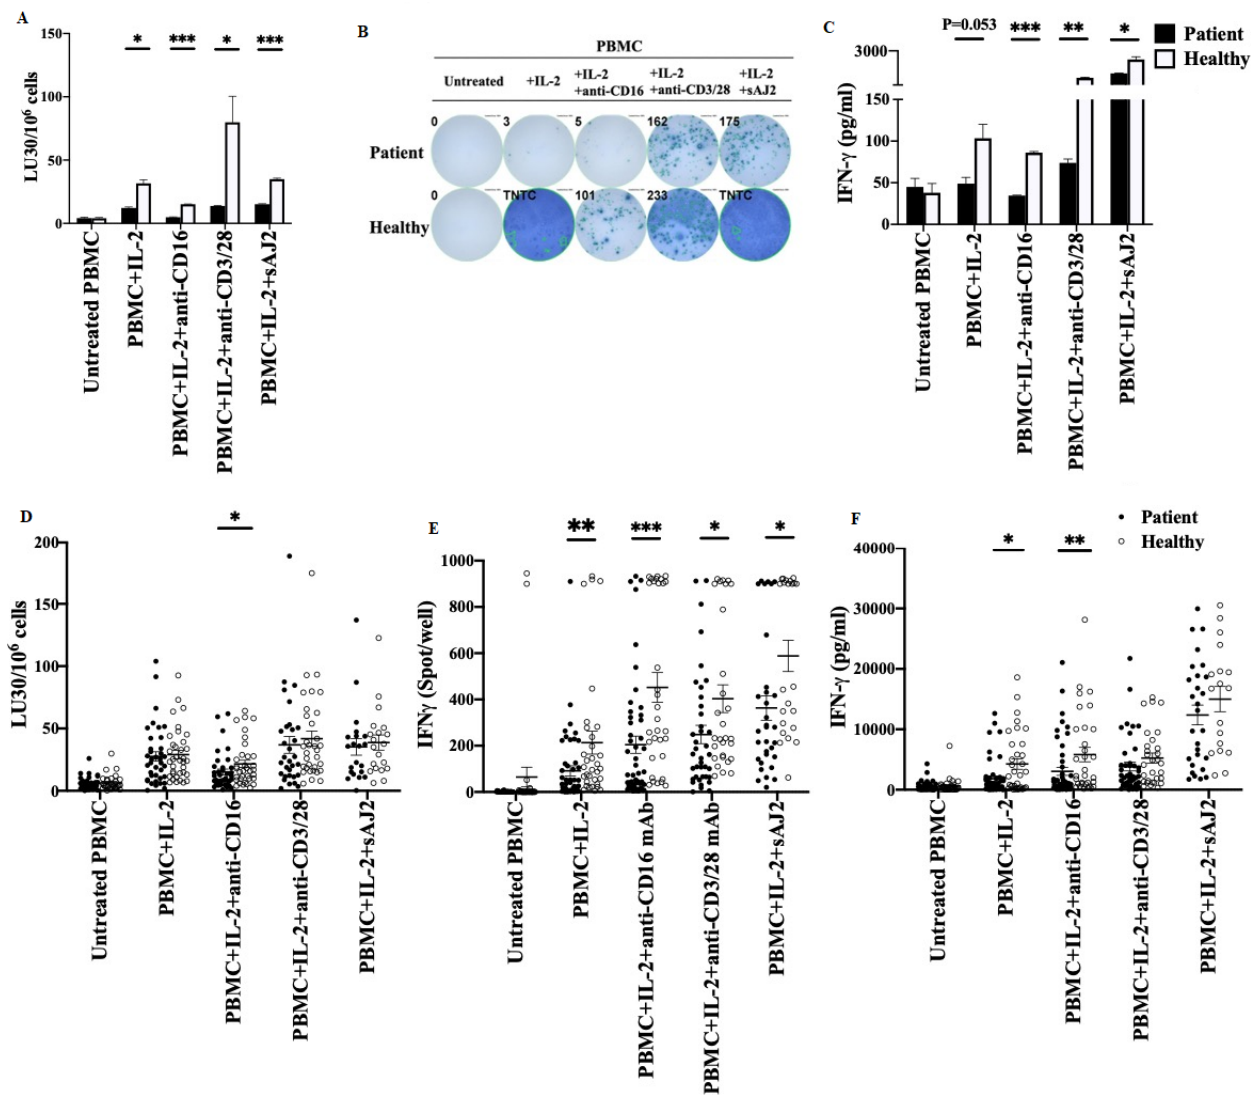 A
150
100
50
0
LU30/10⁶ cells
* *** * ***
Untreated PBMC
PBMC+IL-2
PBMC+IL-2+anti-CD16
PBMC+IL-2+anti-CD3/28
PBMC+IL-2+sAJ2
B
PBMC
Untreated
+IL-2
+IL-2
+anti-CD16
+IL-2
+anti-CD3/28
+IL-2
+sAJ2
Patient
0 3 5 162 175
Healthy
0 TNTC 101 233 TNTC
C
P=0.053 *** ** *
Patient
Healthy
3000
150
100
50
0
IFN-γ (pg/ml)
Untreated PBMC
PBMC+IL-2
PBMC+IL-2+anti-CD16
PBMC+IL-2+anti-CD3/28
PBMC+IL-2+sAJ2
D
*
200
150
100
50
0
LU30/10⁶ cells
Untreated PBMC
PBMC+IL-2
PBMC+IL-2+anti-CD16
PBMC+IL-2+anti-CD3/28
PBMC+IL-2+sAJ2
E
** *** * *
1000
800
600
400
200
0
IFNγ (Spot/well)
Untreated PBMC
PBMC+IL-2
PBMC+IL-2+anti-CD16 mAb
PBMC+IL-2+anti-CD3/28 mAb
PBMC+IL-2+sAJ2
F
* **
Patient
Healthy
40000
30000
20000
10000
0
IFN-γ (pg/ml)
Untreated PBMC
PBMC+IL-2
PBMC+IL-2+anti-CD16
PBMC+IL-2+anti-CD3/28
PBMC+IL-2+sAJ2